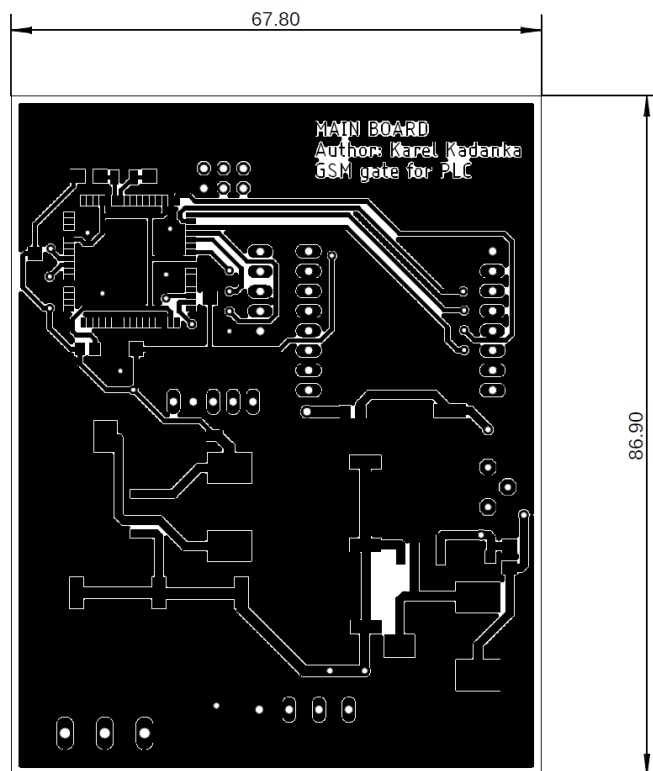 67.80
MAIN BOARD
Author: Karel Kadanka
GSM gate for PLC
86.90